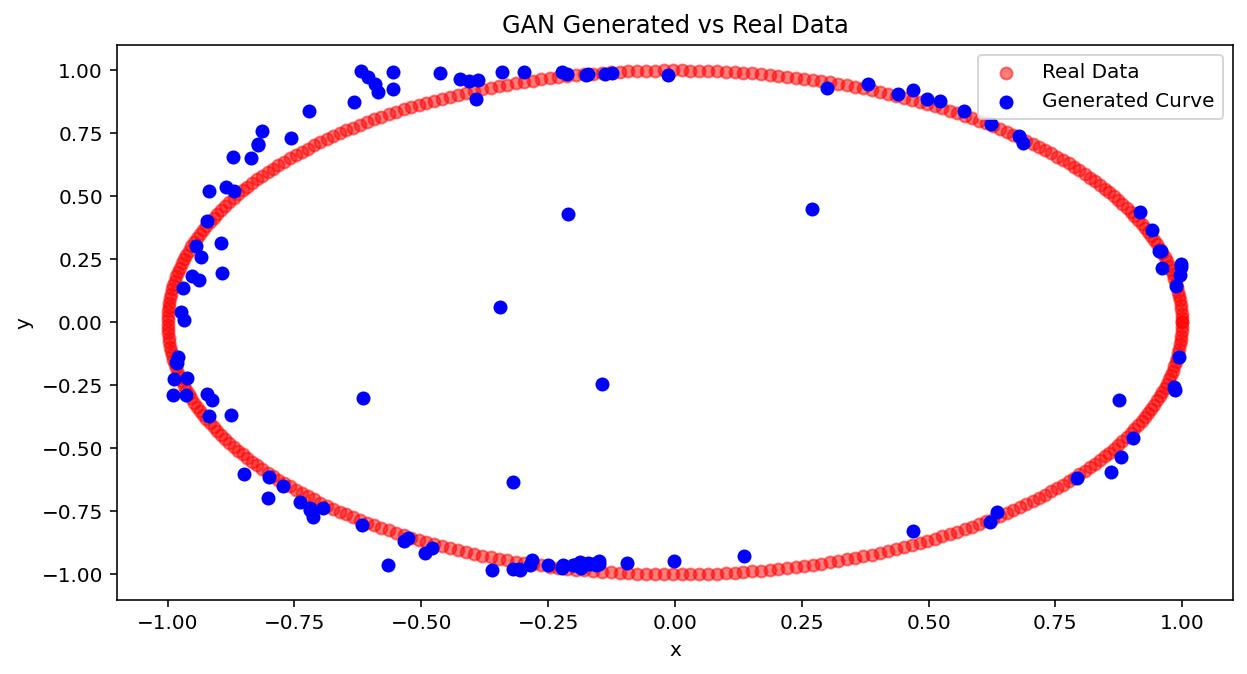 GAN Generated vs Real Data
Real Data
Generated Curve
1.00
0.75
0.50
0.25
0.00
−0.25
−0.50
−0.75
−1.00
y
−1.00 −0.75 −0.50 −0.25 0.00 0.25 0.50 0.75 1.00
x